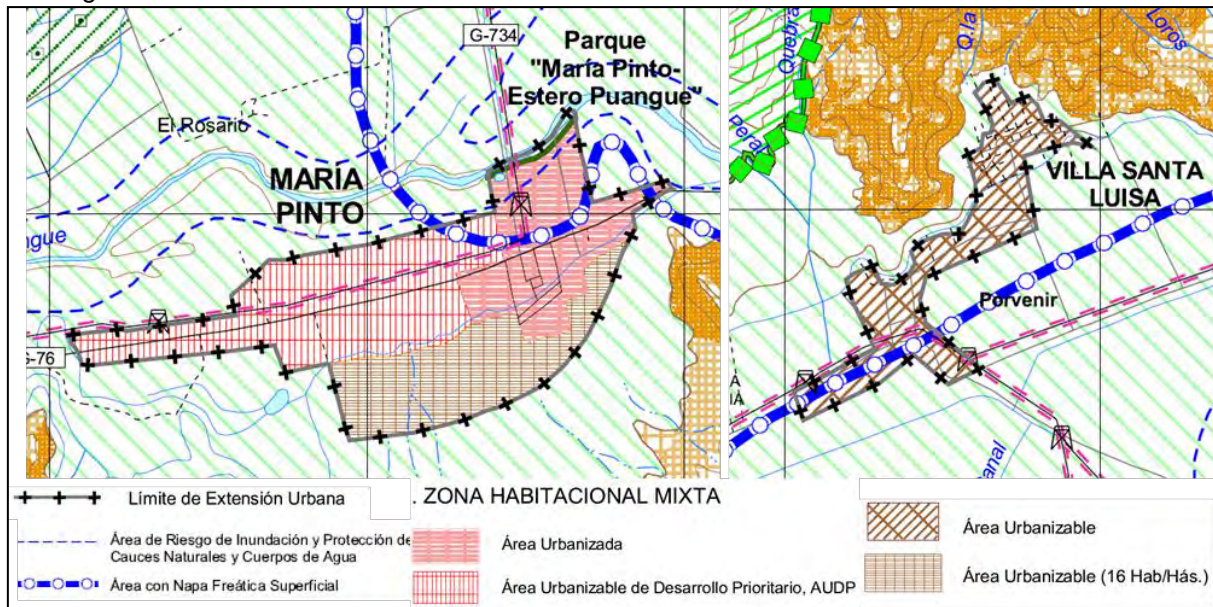 G-734
Parque
"María Pinto-
Estero Puangue"
El Rosario
MARÍA
PINTO
ngue
G-76
Quebra
Peral
Q.la
Loros
VILLA SANTA
LUISA
Porvenir
anal
Límite de Extensión Urbana
Área de Riesgo de Inundación y Protección de
Cauces Naturales y Cuerpos de Agua
Área con Napa Freática Superficial
. ZONA HABITACIONAL MIXTA
Área Urbanizada
Área Urbanizable de Desarrollo Prioritario, AUDP
Área Urbanizable
Área Urbanizable (16 Hab/Hás.)